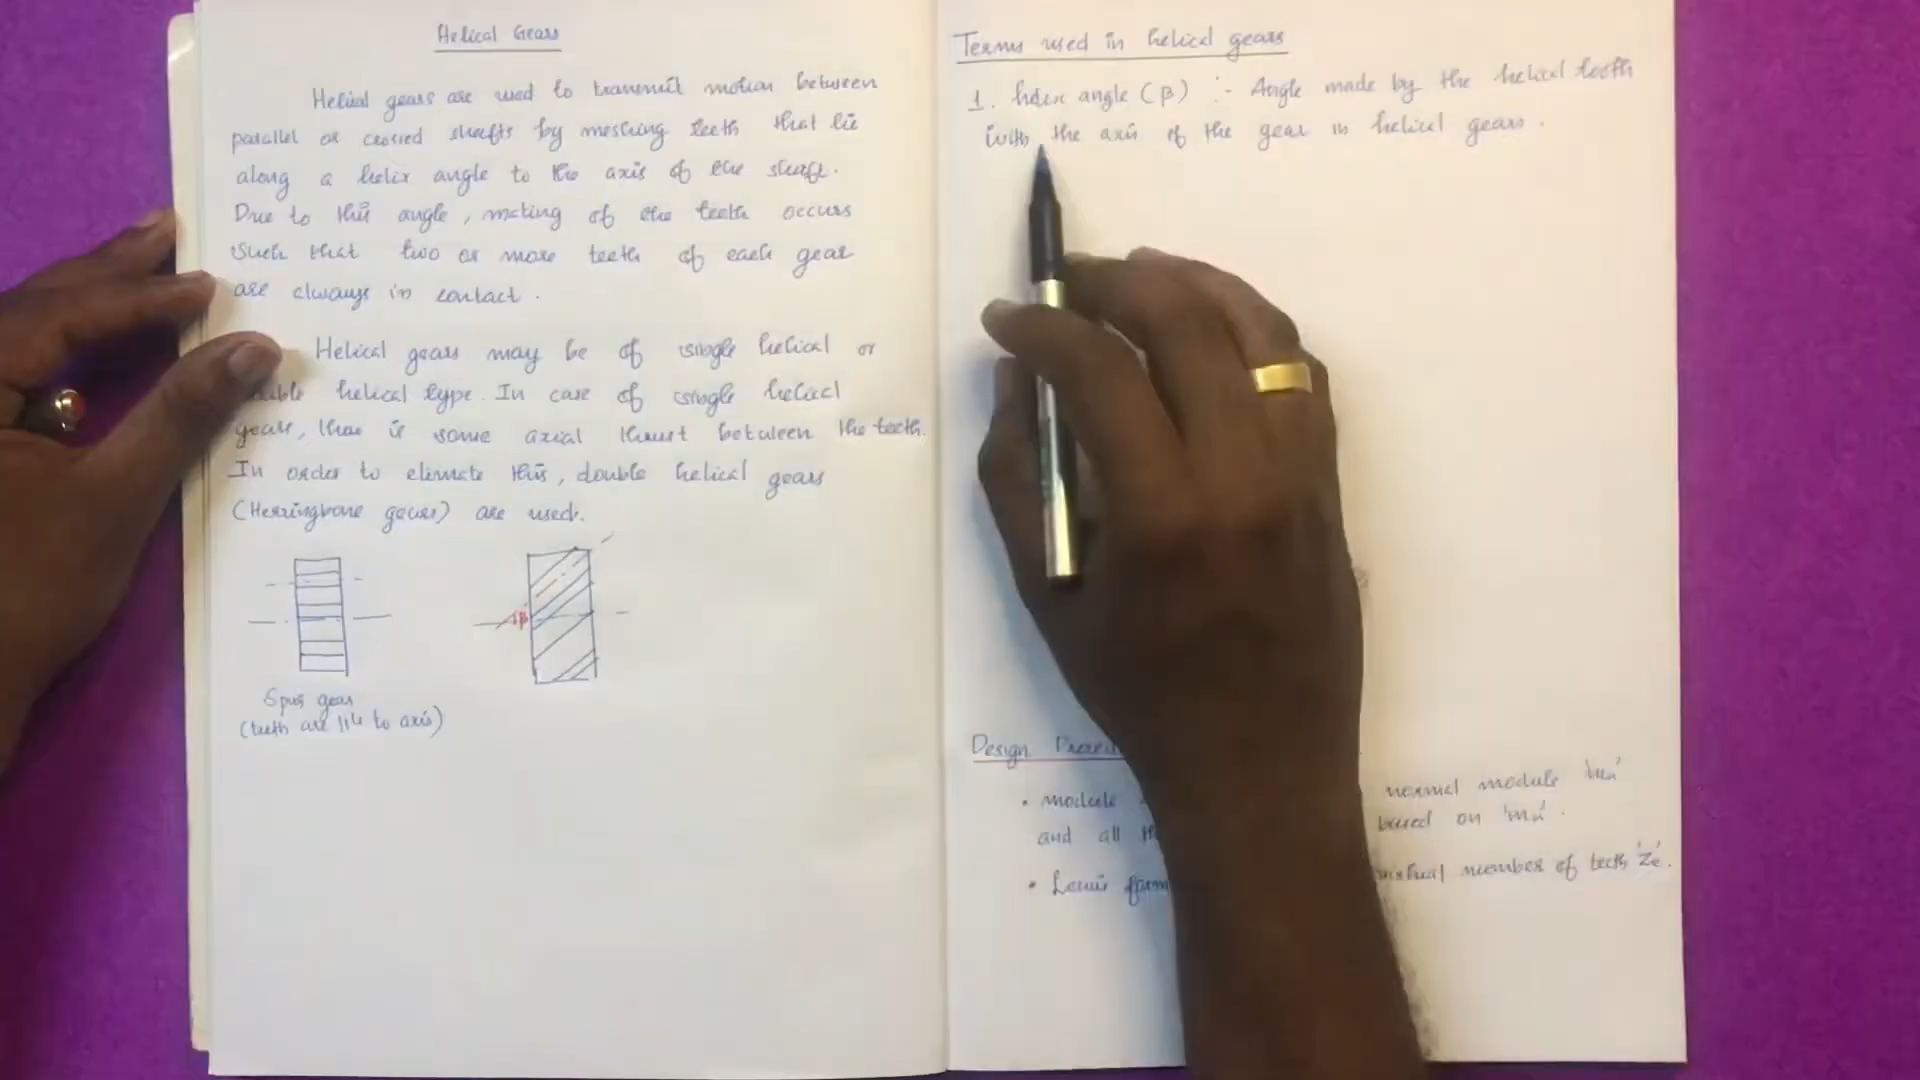 Helical Gears
Helical gears are used to transmit motion between
parallel or crossed shafts by meshing teeth that lie
along a helix angle to the axis of the shaft.
Due to this angle, mating of the teeth occurs
such that two or more teeth of each gear
are always in contact.
Helical gears may be of single helical or
helical type. In case of single helical
gears, there is some axial thrust between the teeth.
In order to elimate this, double helical gears
(Herringbone gears) are used.
β
Spur gear
(teeth are || to axis)
Terms used in helical gears
1. helix angle (β) :- Angle made by the helical tooth
with the axis of the gear in helical gears.
Design
• module normal module 'mn'
and all based on 'mn'.
• Lewis form virtual number of teeth 'Ze'.